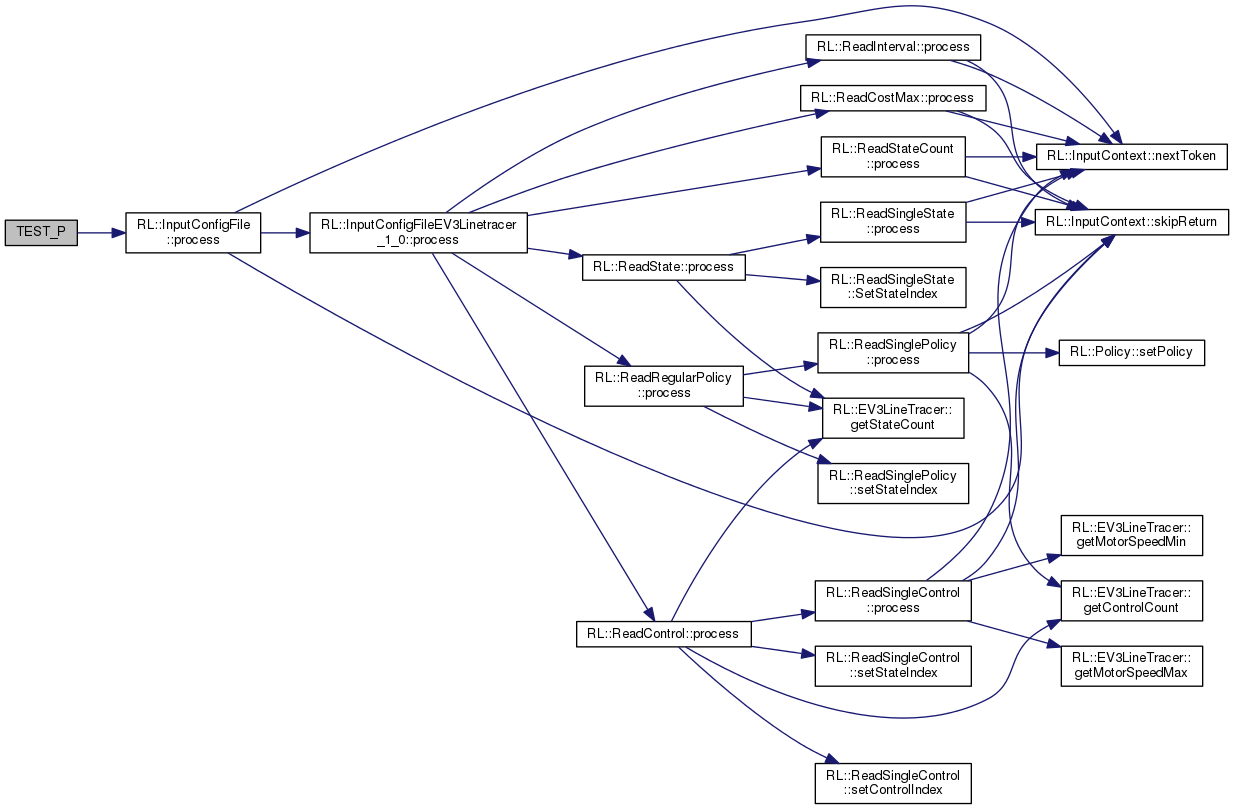 TEST_P
RL::InputConfigFile
::process
RL::InputConfigFileEV3Linetracer
_1_0::process
RL::ReadState::process
RL::ReadRegularPolicy
::process
RL::ReadControl::process
RL::ReadInterval::process
RL::ReadCostMax::process
RL::ReadStateCount
::process
RL::ReadSingleState
::process
RL::ReadSingleState
::SetStateIndex
RL::ReadSinglePolicy
::process
RL::EV3LineTracer::
getStateCount
RL::ReadSinglePolicy
::setStateIndex
RL::ReadSingleControl
::process
RL::ReadSingleControl
::setStateIndex
RL::ReadSingleControl
::setControlIndex
RL::InputContext::nextToken
RL::InputContext::skipReturn
RL::Policy::setPolicy
RL::EV3LineTracer::
getMotorSpeedMin
RL::EV3LineTracer::
getControlCount
RL::EV3LineTracer::
getMotorSpeedMax